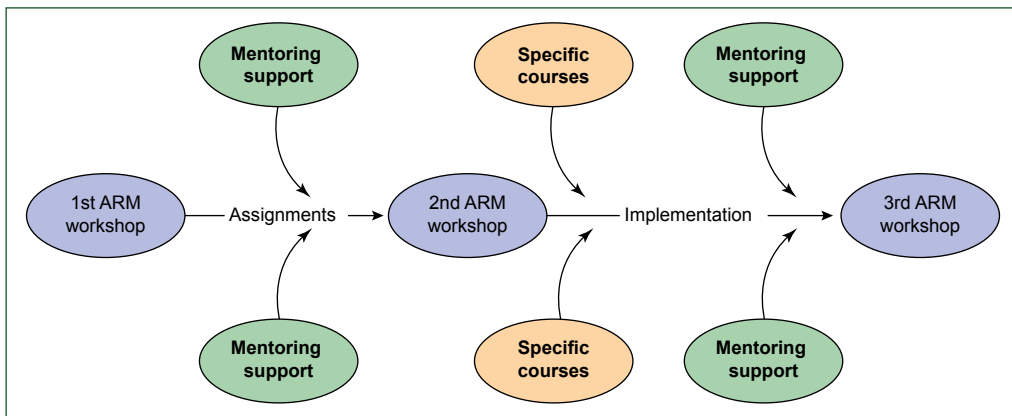 Mentoring
support
Specific
courses
Mentoring
support
1st ARM
workshop
Assignments
2nd ARM
workshop
Implementation
3rd ARM
workshop
Mentoring
support
Specific
courses
Mentoring
support